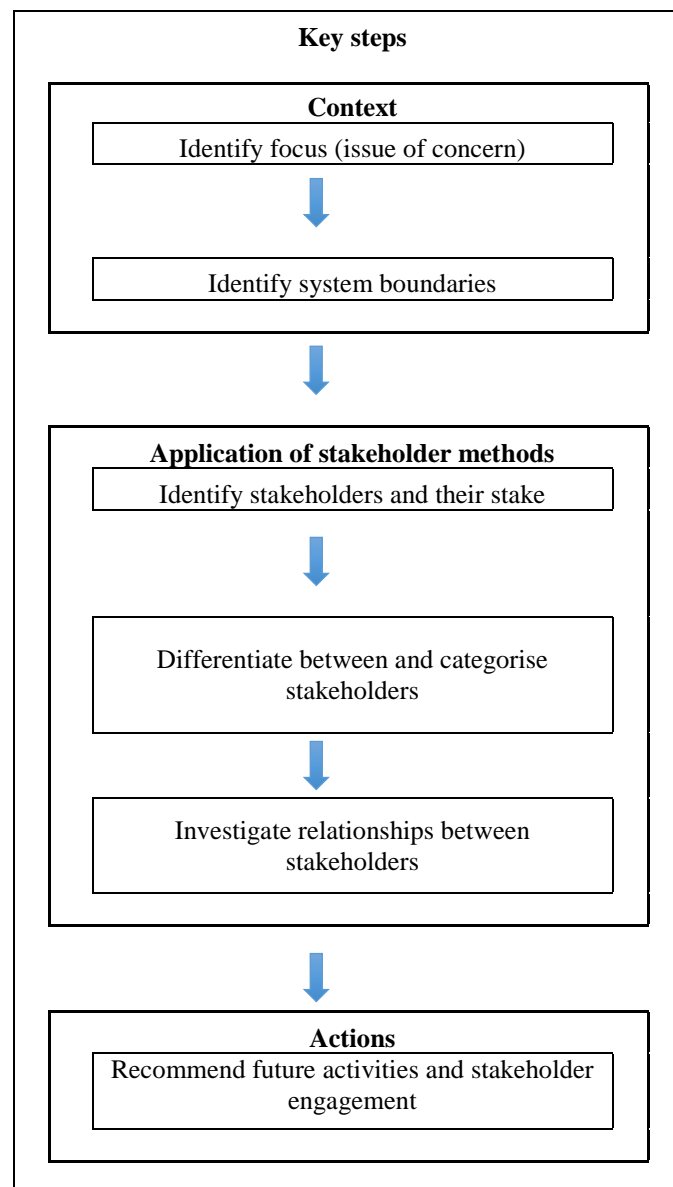 Key steps
Context
Identify focus (issue of concern)
Identify system boundaries
Application of stakeholder methods
Identify stakeholders and their stake
Differentiate between and categorise
stakeholders
Investigate relationships between
stakeholders
Actions
Recommend future activities and stakeholder
engagement